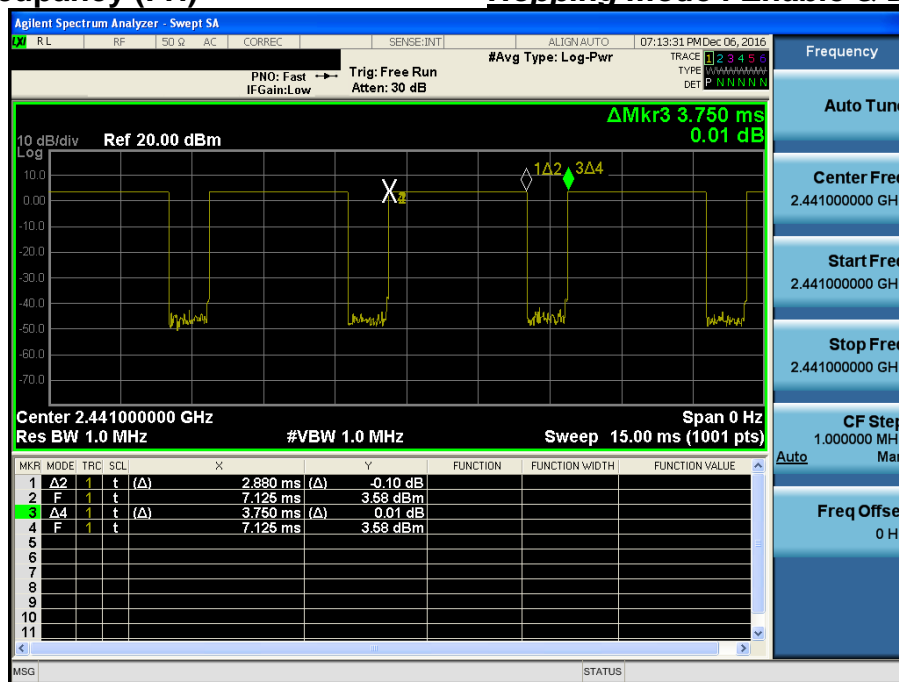 Agilent Spectrum Analyzer - Swept SA
LXI RL RF 50 Ω AC CORREC SENSE:INT ALIGN AUTO 07:13:31 PM Dec 06, 2016
#Avg Type: Log-Pwr TRACE 1 2 3 4 5 6
PNO: Fast Trig: Free Run TYPE WWWWWW
IFGain:Low Atten: 30 dB DET P N N N N N
Frequency
Auto Tune
ΔMkr3 3.750 ms
0.01 dB
10 dB/div Ref 20.00 dBm
Log
10.0
0.00
-10.0
-20.0
-30.0
-40.0
-50.0
-60.0
-70.0
1Δ2 3Δ4
Center 2.441000000 GHz Span 0 Hz
Res BW 1.0 MHz #VBW 1.0 MHz Sweep 15.00 ms (1001 pts)
Center Freq
2.441000000 GH
Start Freq
2.441000000 GH
Stop Freq
2.441000000 GH
CF Step
1.000000 MH
Auto Man
Freq Offse
0 H
MKR MODE TRC SCL X Y FUNCTION FUNCTION WIDTH FUNCTION VALUE
1 Δ2 1 t (Δ) 2.880 ms (Δ) -0.10 dB
2 F 1 t 7.125 ms 3.58 dBm
3 Δ4 1 t (Δ) 3.750 ms (Δ) 0.01 dB
4 F 1 t 7.125 ms 3.58 dBm
5
6
7
8
9
10
11
MSG STATUS